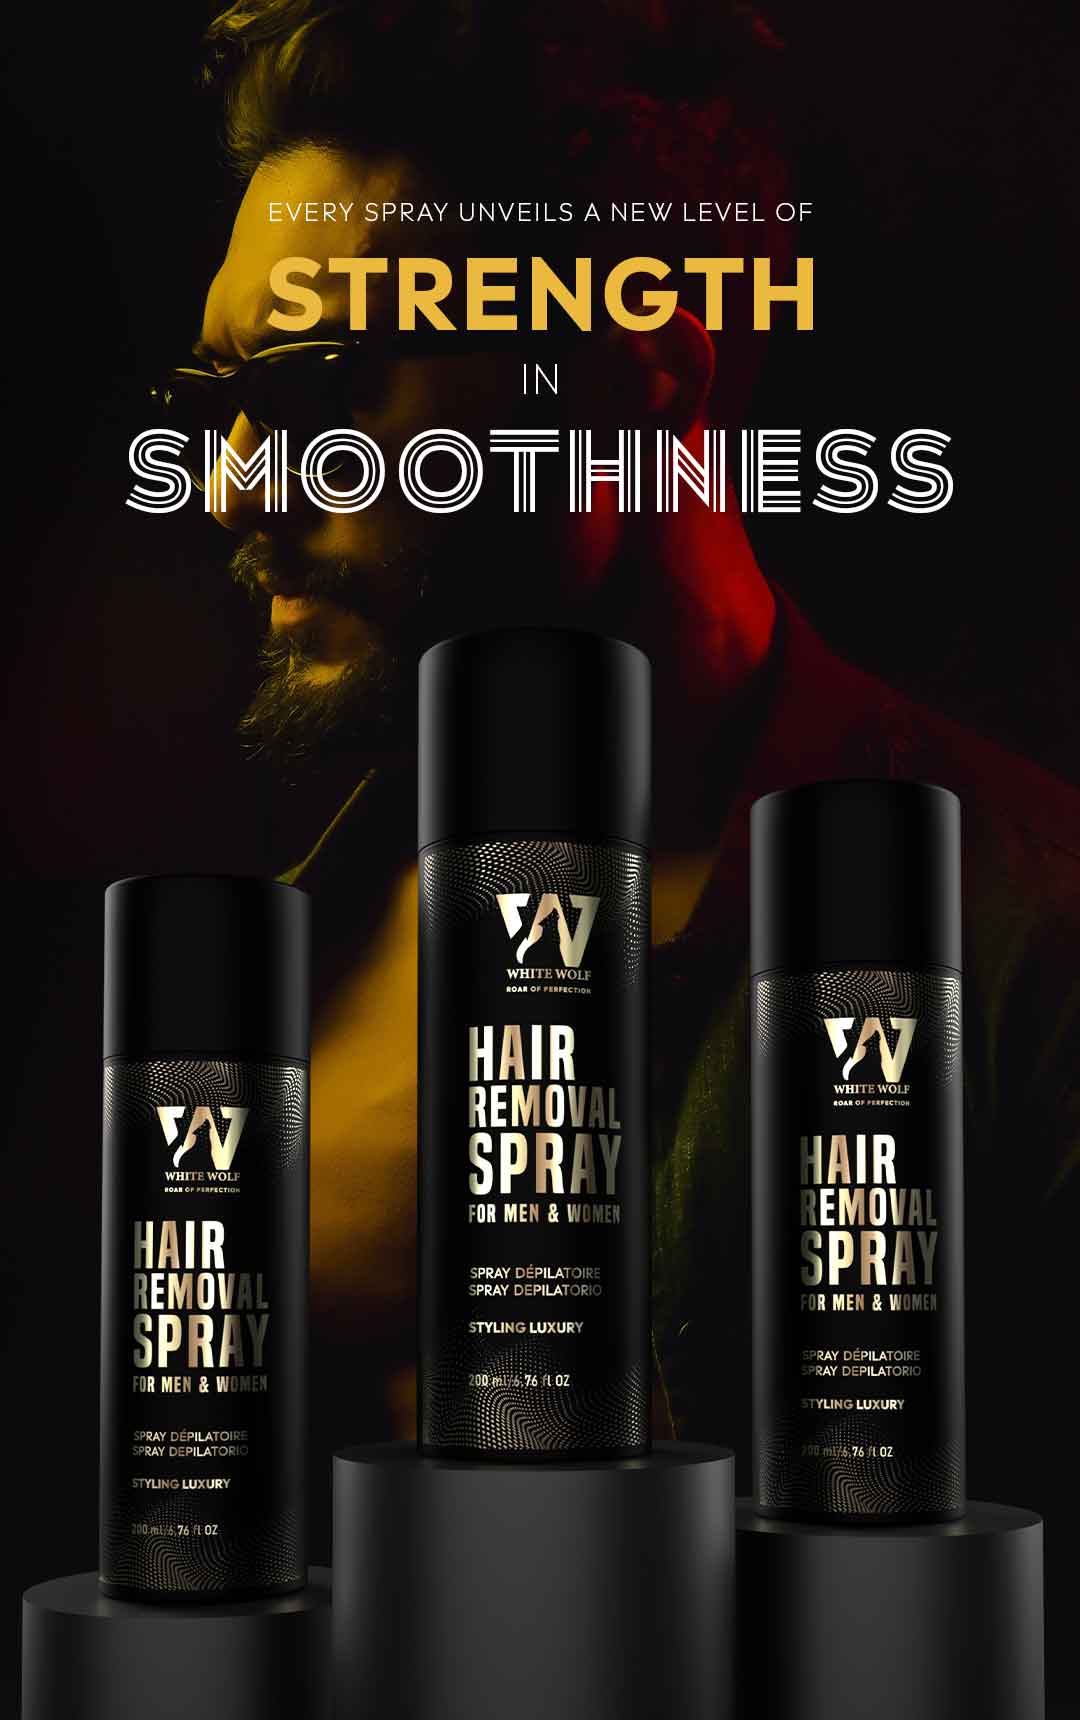 EVERY SPRAY UNVEILS A NEW LEVEL OF
STRENGTH
IN
SMOOTHNESS
W
WHITE WOLF
ROAR OF PERFECTION
HAIR
REMOVAL
SPRAY
FOR MEN & WOMEN
SPRAY DÉPILATOIRE
SPRAY DEPILATORIO
STYLING LUXURY
200 ml/6,76 fl OZ
W
WHITE WOLF
ROAR OF PERFECTION
HAIR
REMOVAL
SPRAY
FOR MEN & WOMEN
SPRAY DÉPILATOIRE
SPRAY DEPILATORIO
STYLING LUXURY
200 ml/6,76 fl OZ
W
WHITE WOLF
ROAR OF PERFECTION
HAIR
REMOVAL
SPRAY
FOR MEN & WOMEN
SPRAY DÉPILATOIRE
SPRAY DEPILATORIO
STYLING LUXURY
200 ml/6,76 fl OZ